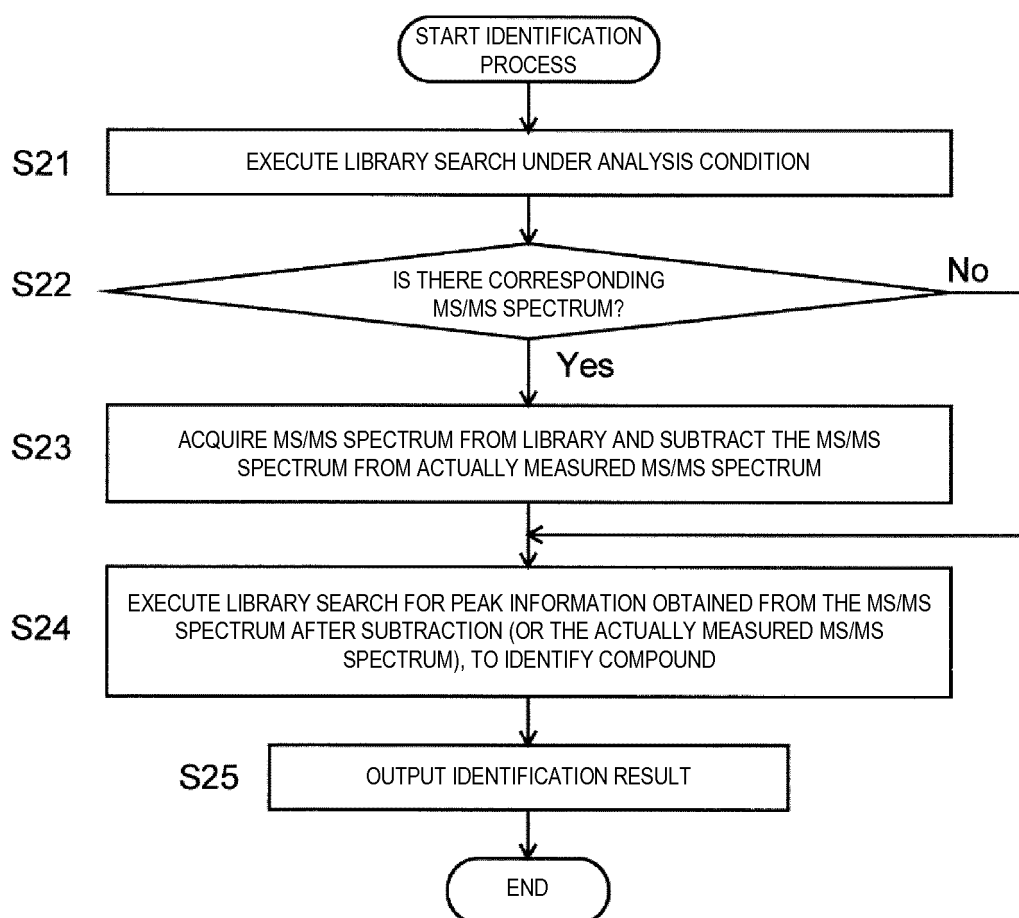 START IDENTIFICATION
PROCESS
S21
EXECUTE LIBRARY SEARCH UNDER ANALYSIS CONDITION
S22
IS THERE CORRESPONDING
MS/MS SPECTRUM?
No
Yes
S23
ACQUIRE MS/MS SPECTRUM FROM LIBRARY AND SUBTRACT THE MS/MS
SPECTRUM FROM ACTUALLY MEASURED MS/MS SPECTRUM
S24
EXECUTE LIBRARY SEARCH FOR PEAK INFORMATION OBTAINED FROM THE MS/MS
SPECTRUM AFTER SUBTRACTION (OR THE ACTUALLY MEASURED MS/MS
SPECTRUM), TO IDENTIFY COMPOUND
S25
OUTPUT IDENTIFICATION RESULT
END